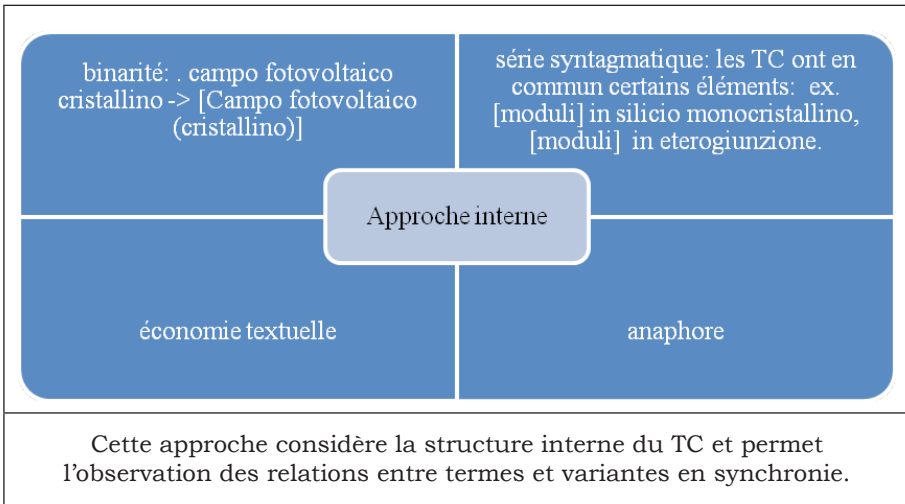 binarité: . campo fotovoltaico
cristallino -> [Campo fotovoltaico
(cristallino)]
série syntagmatique: les TC ont en
commun certains éléments: ex.
[moduli] in silicio monocristallino,
[moduli] in eterogiunzione.
Approche interne
économie textuelle
anaphore
Cette approche considère la structure interne du TC et permet
l’observation des relations entre termes et variantes en synchronie.